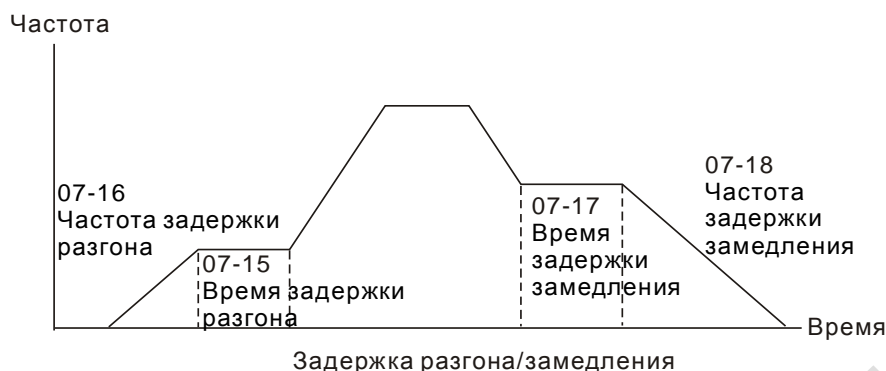 Частота
07-16
Частота задержки
разгона
07-15
Время задержки
разгона
07-17
Время
задержки
замедления
07-18
Частота
задержки
замедления
Время
Задержка разгона/замедления